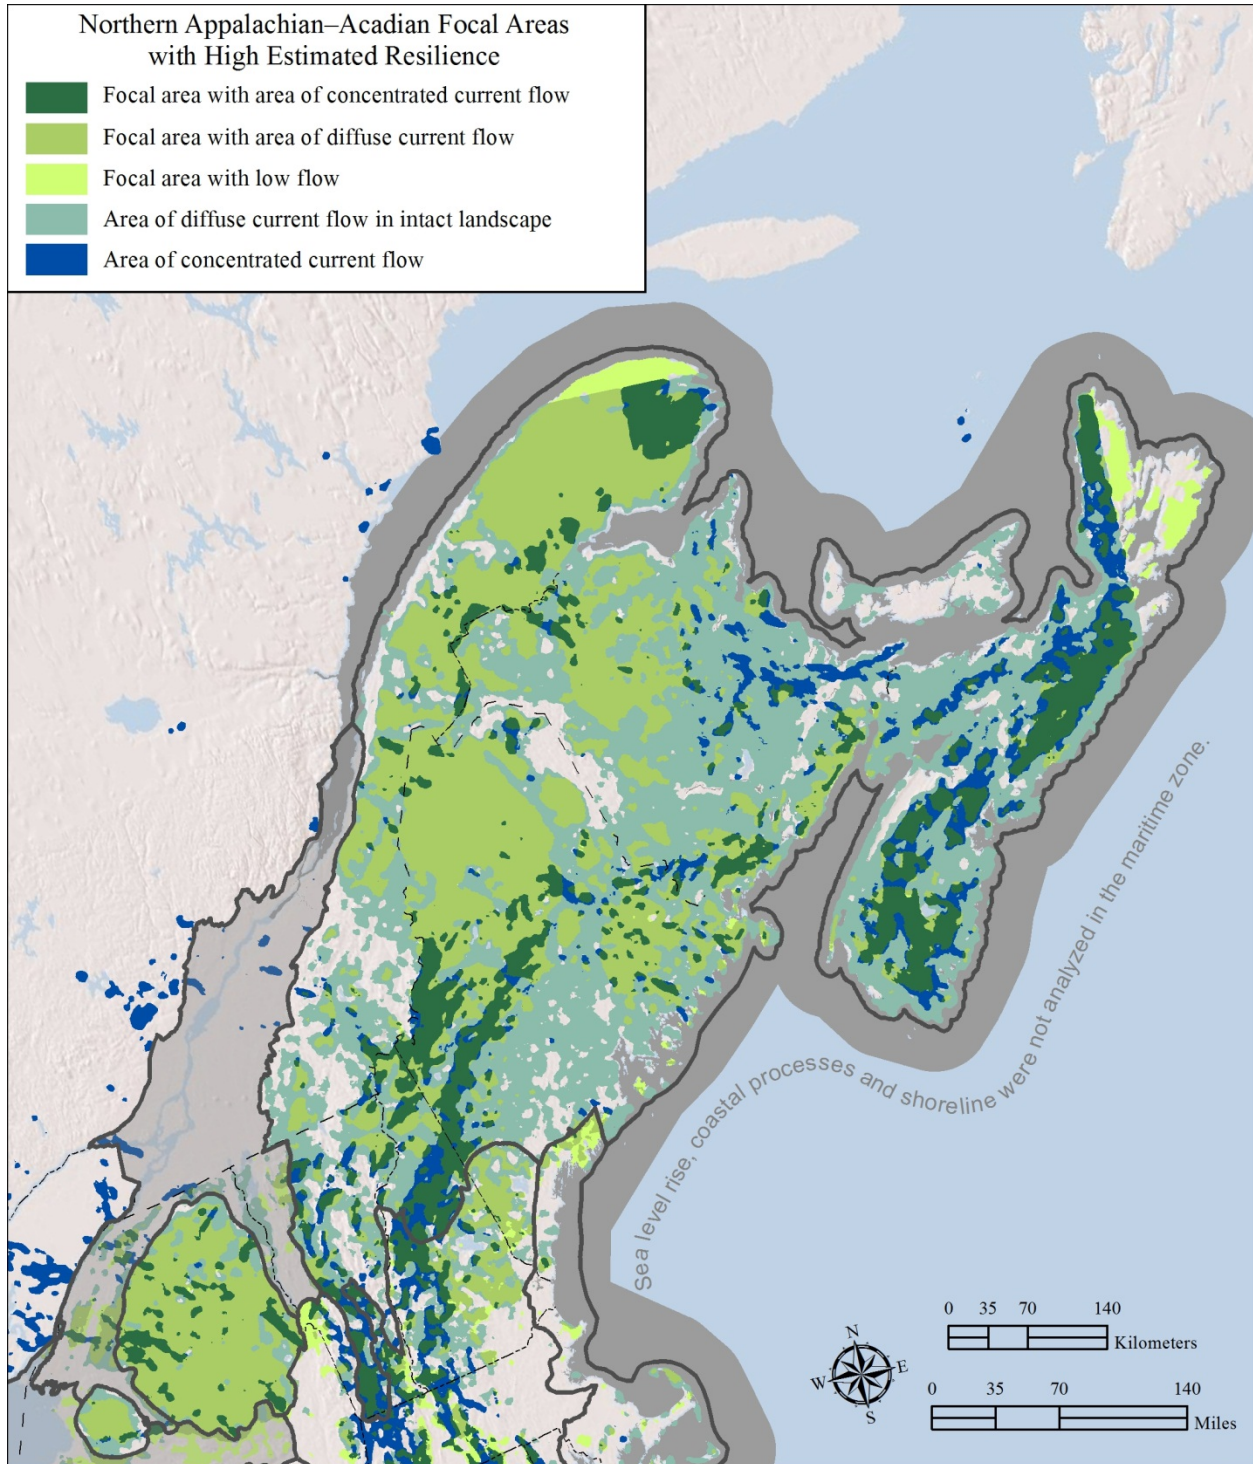 Northern Appalachian–Acadian Focal Areas
with High Estimated Resilience
Focal area with area of concentrated current flow
Focal area with area of diffuse current flow
Focal area with low flow
Area of diffuse current flow in intact landscape
Area of concentrated current flow
Sea level rise, coastal processes and shoreline were not analyzed in the maritime zone.
N
W E
S
0 35 70 140
Kilometers
0 35 70 140
Miles